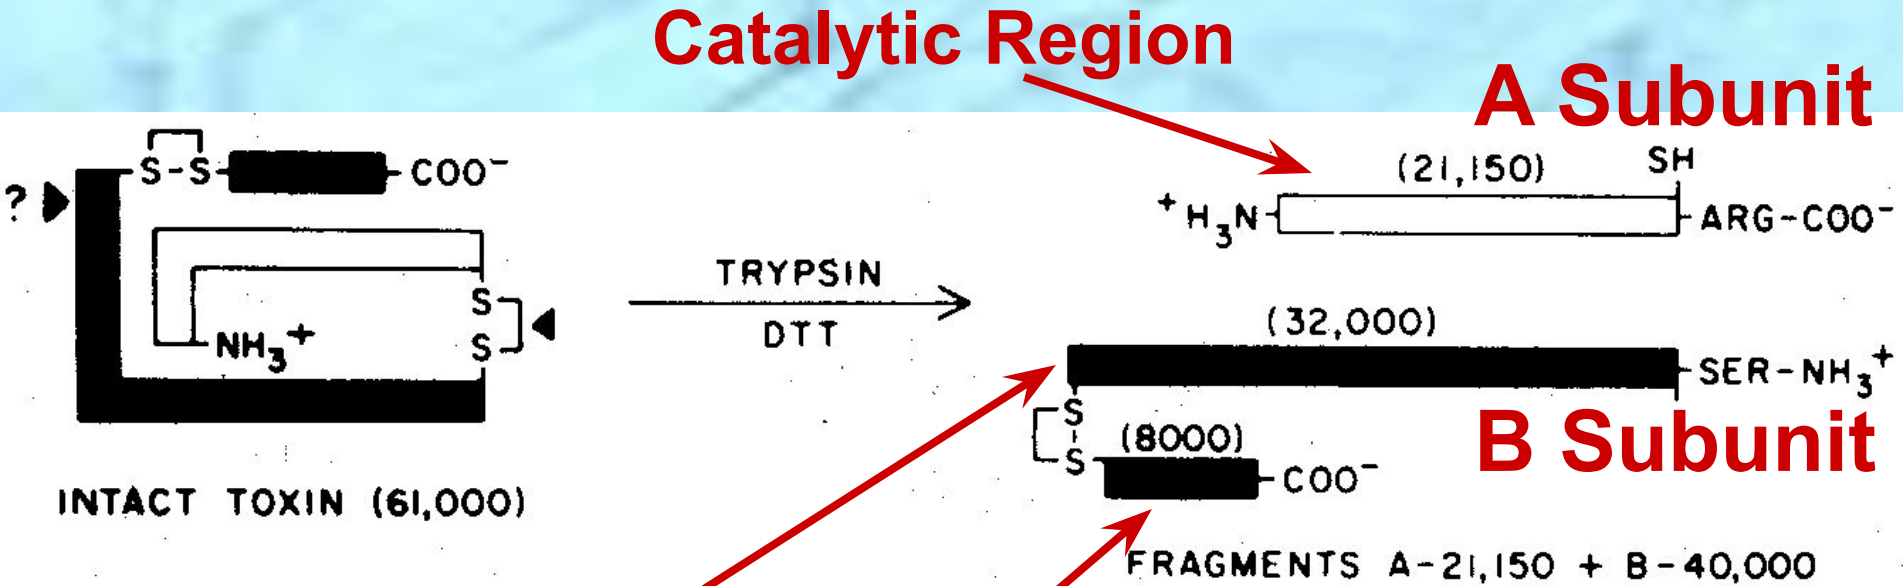 Catalytic Region
A Subunit
S-S
COO⁻
?
NH₃⁺
S
S
INTACT TOXIN (61,000)
TRYPSIN
DTT
(21,150)
SH
⁺H₃N
ARG-COO⁻
(32,000)
SER-NH₃⁺
B Subunit
S
S
(8000)
COO⁻
FRAGMENTS A-21,150 + B-40,000